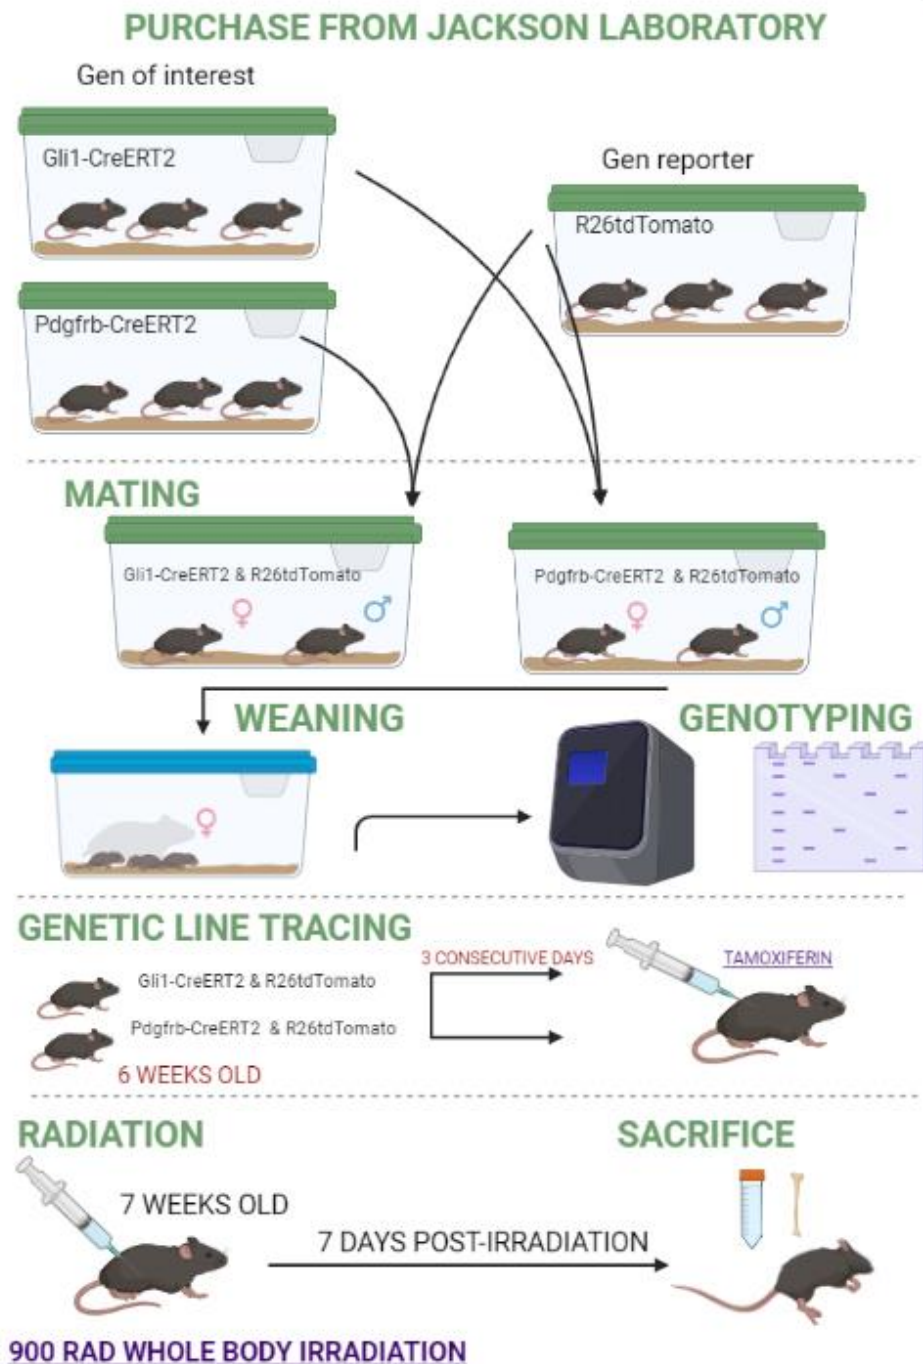 PURCHASE FROM JACKSON LABORATORY
Gen of interest
Gli1-CreERT2
Gen reporter
R26tdTomato
Pdgfrb-CreERT2
MATING
Gli1-CreERT2 & R26tdTomato
Pdgfrb-CreERT2 & R26tdTomato
WEANING
GENOTYPING
GENETIC LINE TRACING
3 CONSECUTIVE DAYS
TAMOXIFERIN
Gli1-CreERT2 & R26tdTomato
Pdgfrb-CreERT2 & R26tdTomato
6 WEEKS OLD
RADIATION
SACRIFICE
7 WEEKS OLD
7 DAYS POST-IRRADIATION
900 RAD WHOLE BODY IRRADIATION